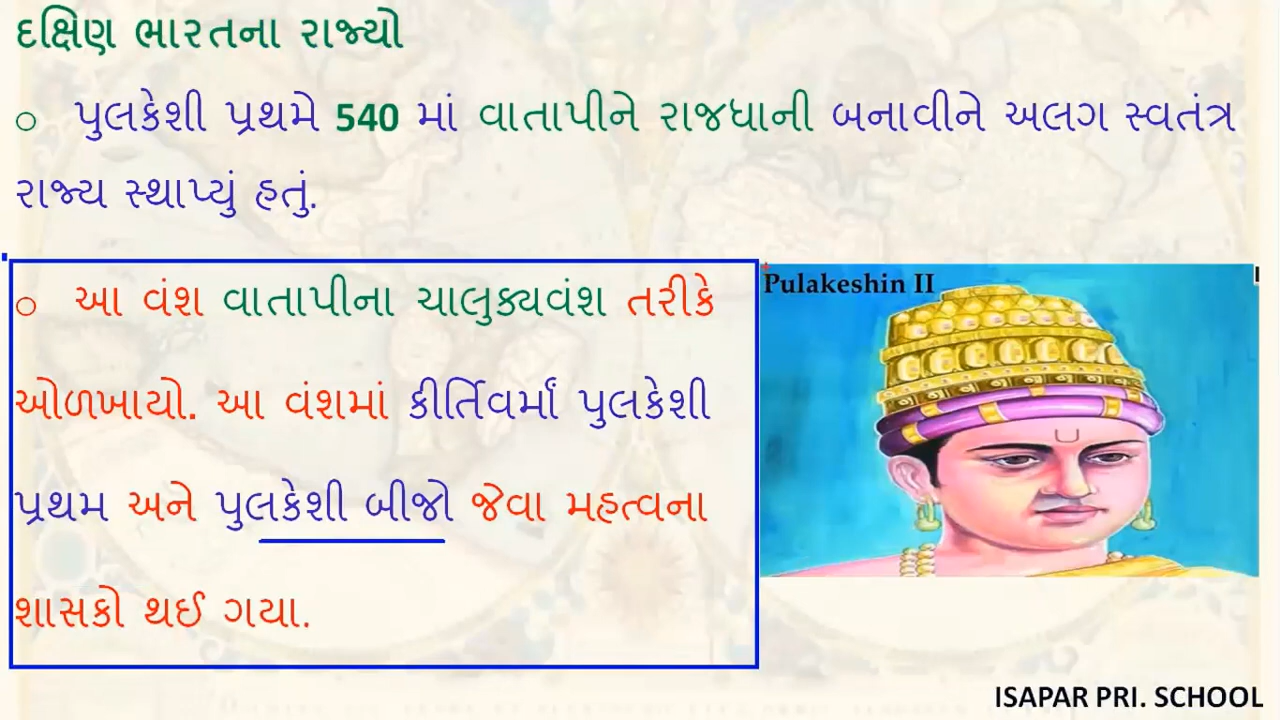 દક્ષિણ ભારતના રાજ્યો
○ પુલકેશી પ્રથમે 540 માં વાતાપીને રાજધાની બનાવીને અલગ સ્વતંત્ર
રાજ્ય સ્થાપ્યું હતું.
○ આ વંશ વાતાપીના ચાલુક્યવંશ તરીકે
ઓળખાયો. આ વંશમાં કીર્તિવર્માં પુલકેશી
પ્રથમ અને પુલકેશી બીજો જેવા મહત્વના
શાસકો થઈ ગયા.
Pulakeshin II
ISAPAR PRI. SCHOOL